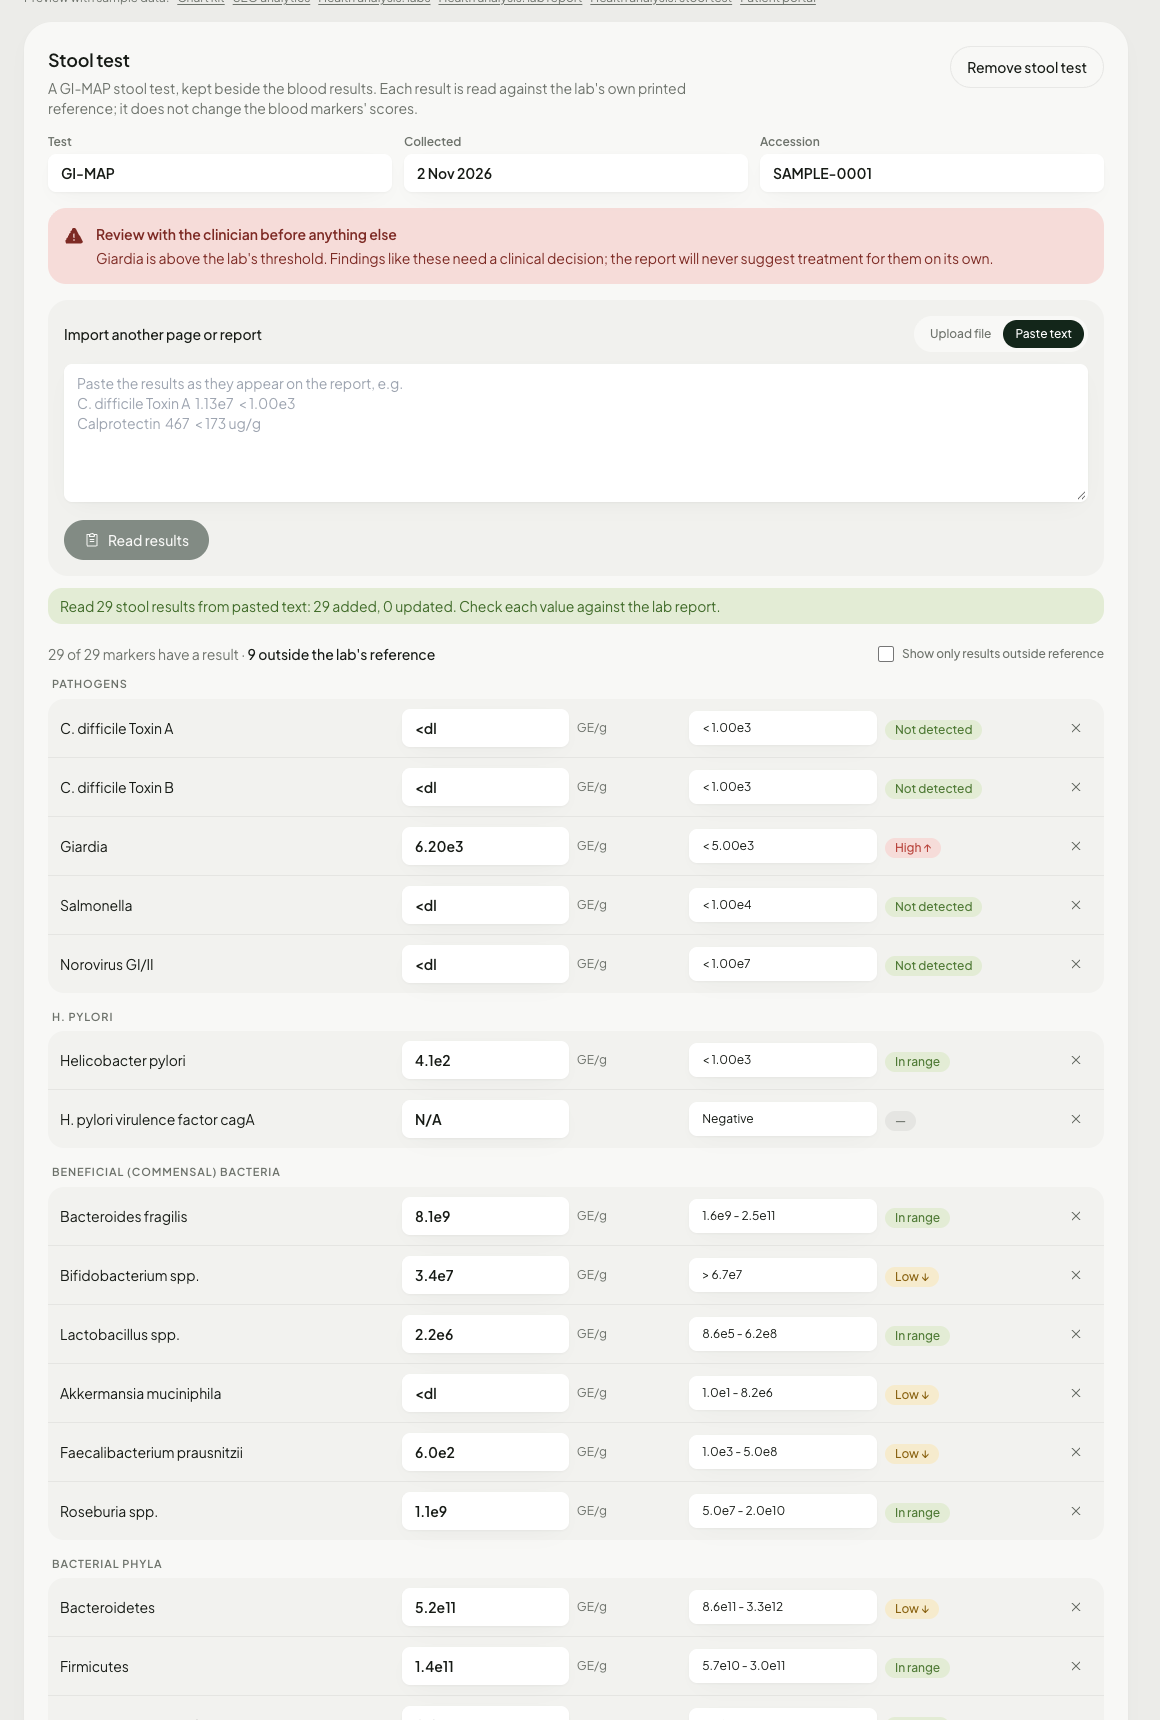 Stool test
Remove stool test
A GI-MAP stool test, kept beside the blood results. Each result is read against the lab's own printed
reference; it does not change the blood markers' scores.
Test
Collected
Accession
GI-MAP
2 Nov 2026
SAMPLE-0001
Review with the clinician before anything else
Giardia is above the lab's threshold. Findings like these need a clinical decision; the report will never suggest treatment for them on its own.
Import another page or report
Upload file
Paste text
Paste the results as they appear on the report, e.g.
C. difficile Toxin A 1.13e7 <1.00e3
Calprotectin 467 <173 ug/g
Read results
Read 29 stool results from pasted text: 29 added, 0 updated. Check each value against the lab report.
29 of 29 markers have a result · 9 outside the lab's reference
Show only results outside reference
PATHOGENS
C. difficile Toxin A <dl GE/g <1.00e3 Not detected ×
C. difficile Toxin B <dl GE/g <1.00e3 Not detected ×
Giardia 6.20e3 GE/g <5.00e3 High ↑ ×
Salmonella <dl GE/g <1.00e4 Not detected ×
Norovirus GI/II <dl GE/g <1.00e7 Not detected ×
H. PYLORI
Helicobacter pylori 4.1e2 GE/g <1.00e3 In range ×
H. pylori virulence factor cagA N/A Negative — ×
BENEFICIAL (COMMENSAL) BACTERIA
Bacteroides fragilis 8.1e9 GE/g 1.6e9 - 2.5e11 In range ×
Bifidobacterium spp. 3.4e7 GE/g > 6.7e7 Low ↓ ×
Lactobacillus spp. 2.2e6 GE/g 8.6e5 - 6.2e8 In range ×
Akkermansia muciniphila <dl GE/g 1.0e1 - 8.2e6 Low ↓ ×
Faecalibacterium prausnitzii 6.0e2 GE/g 1.0e3 - 5.0e8 Low ↓ ×
Roseburia spp. 1.1e9 GE/g 5.0e7 - 2.0e10 In range ×
BACTERIAL PHYLA
Bacteroidetes 5.2e11 GE/g 8.6e11 - 3.3e12 Low ↓ ×
Firmicutes 1.4e11 GE/g 5.7e10 - 3.0e11 In range ×